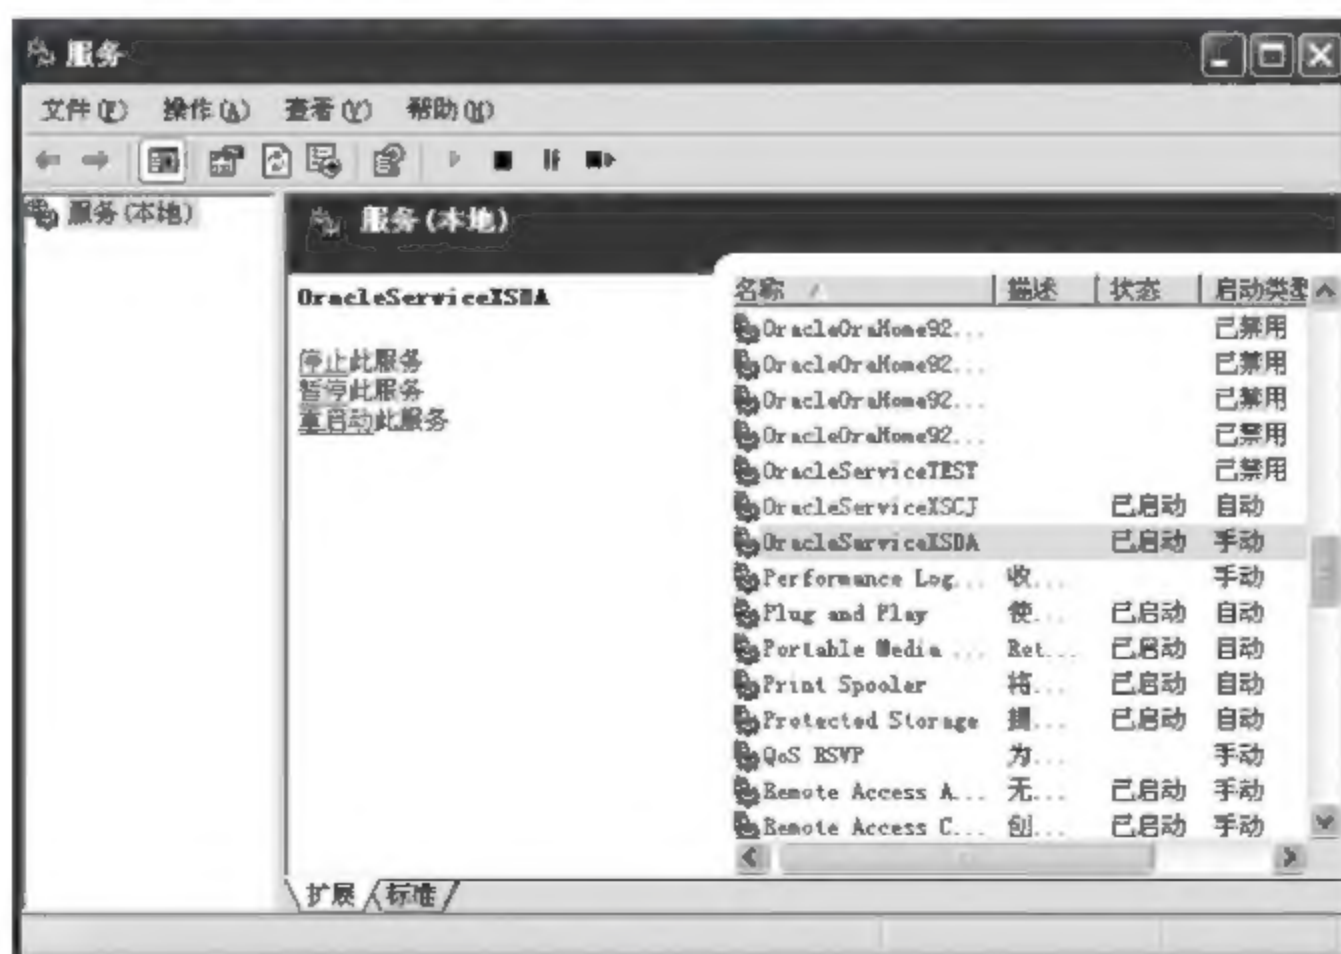 服务
文件(F) 操作(A) 查看(V) 帮助(H)
服务(本地)
服务(本地)
OracleServiceXSDA
停止此服务
暂停此服务
重启动此服务
名称 描述 状态 启动类型
OracleOraHome92... 已禁用
OracleOraHome92... 已禁用
OracleOraHome92... 已禁用
OracleOraHome92... 已禁用
OracleServiceTEST 已禁用
OracleServiceXSCJ 已启动 自动
OracleServiceXSDA 已启动 手动
Performance Log... 收... 手动
Plug and Play 使... 已启动 自动
Portable Media ... Ret... 已启动 自动
Print Spooler 将... 已启动 自动
Protected Storage 提... 已启动 自动
QoS RSVP 为... 手动
Remote Access A... 无... 已启动 手动
Remote Access C... 创... 已启动 手动
扩展 标准